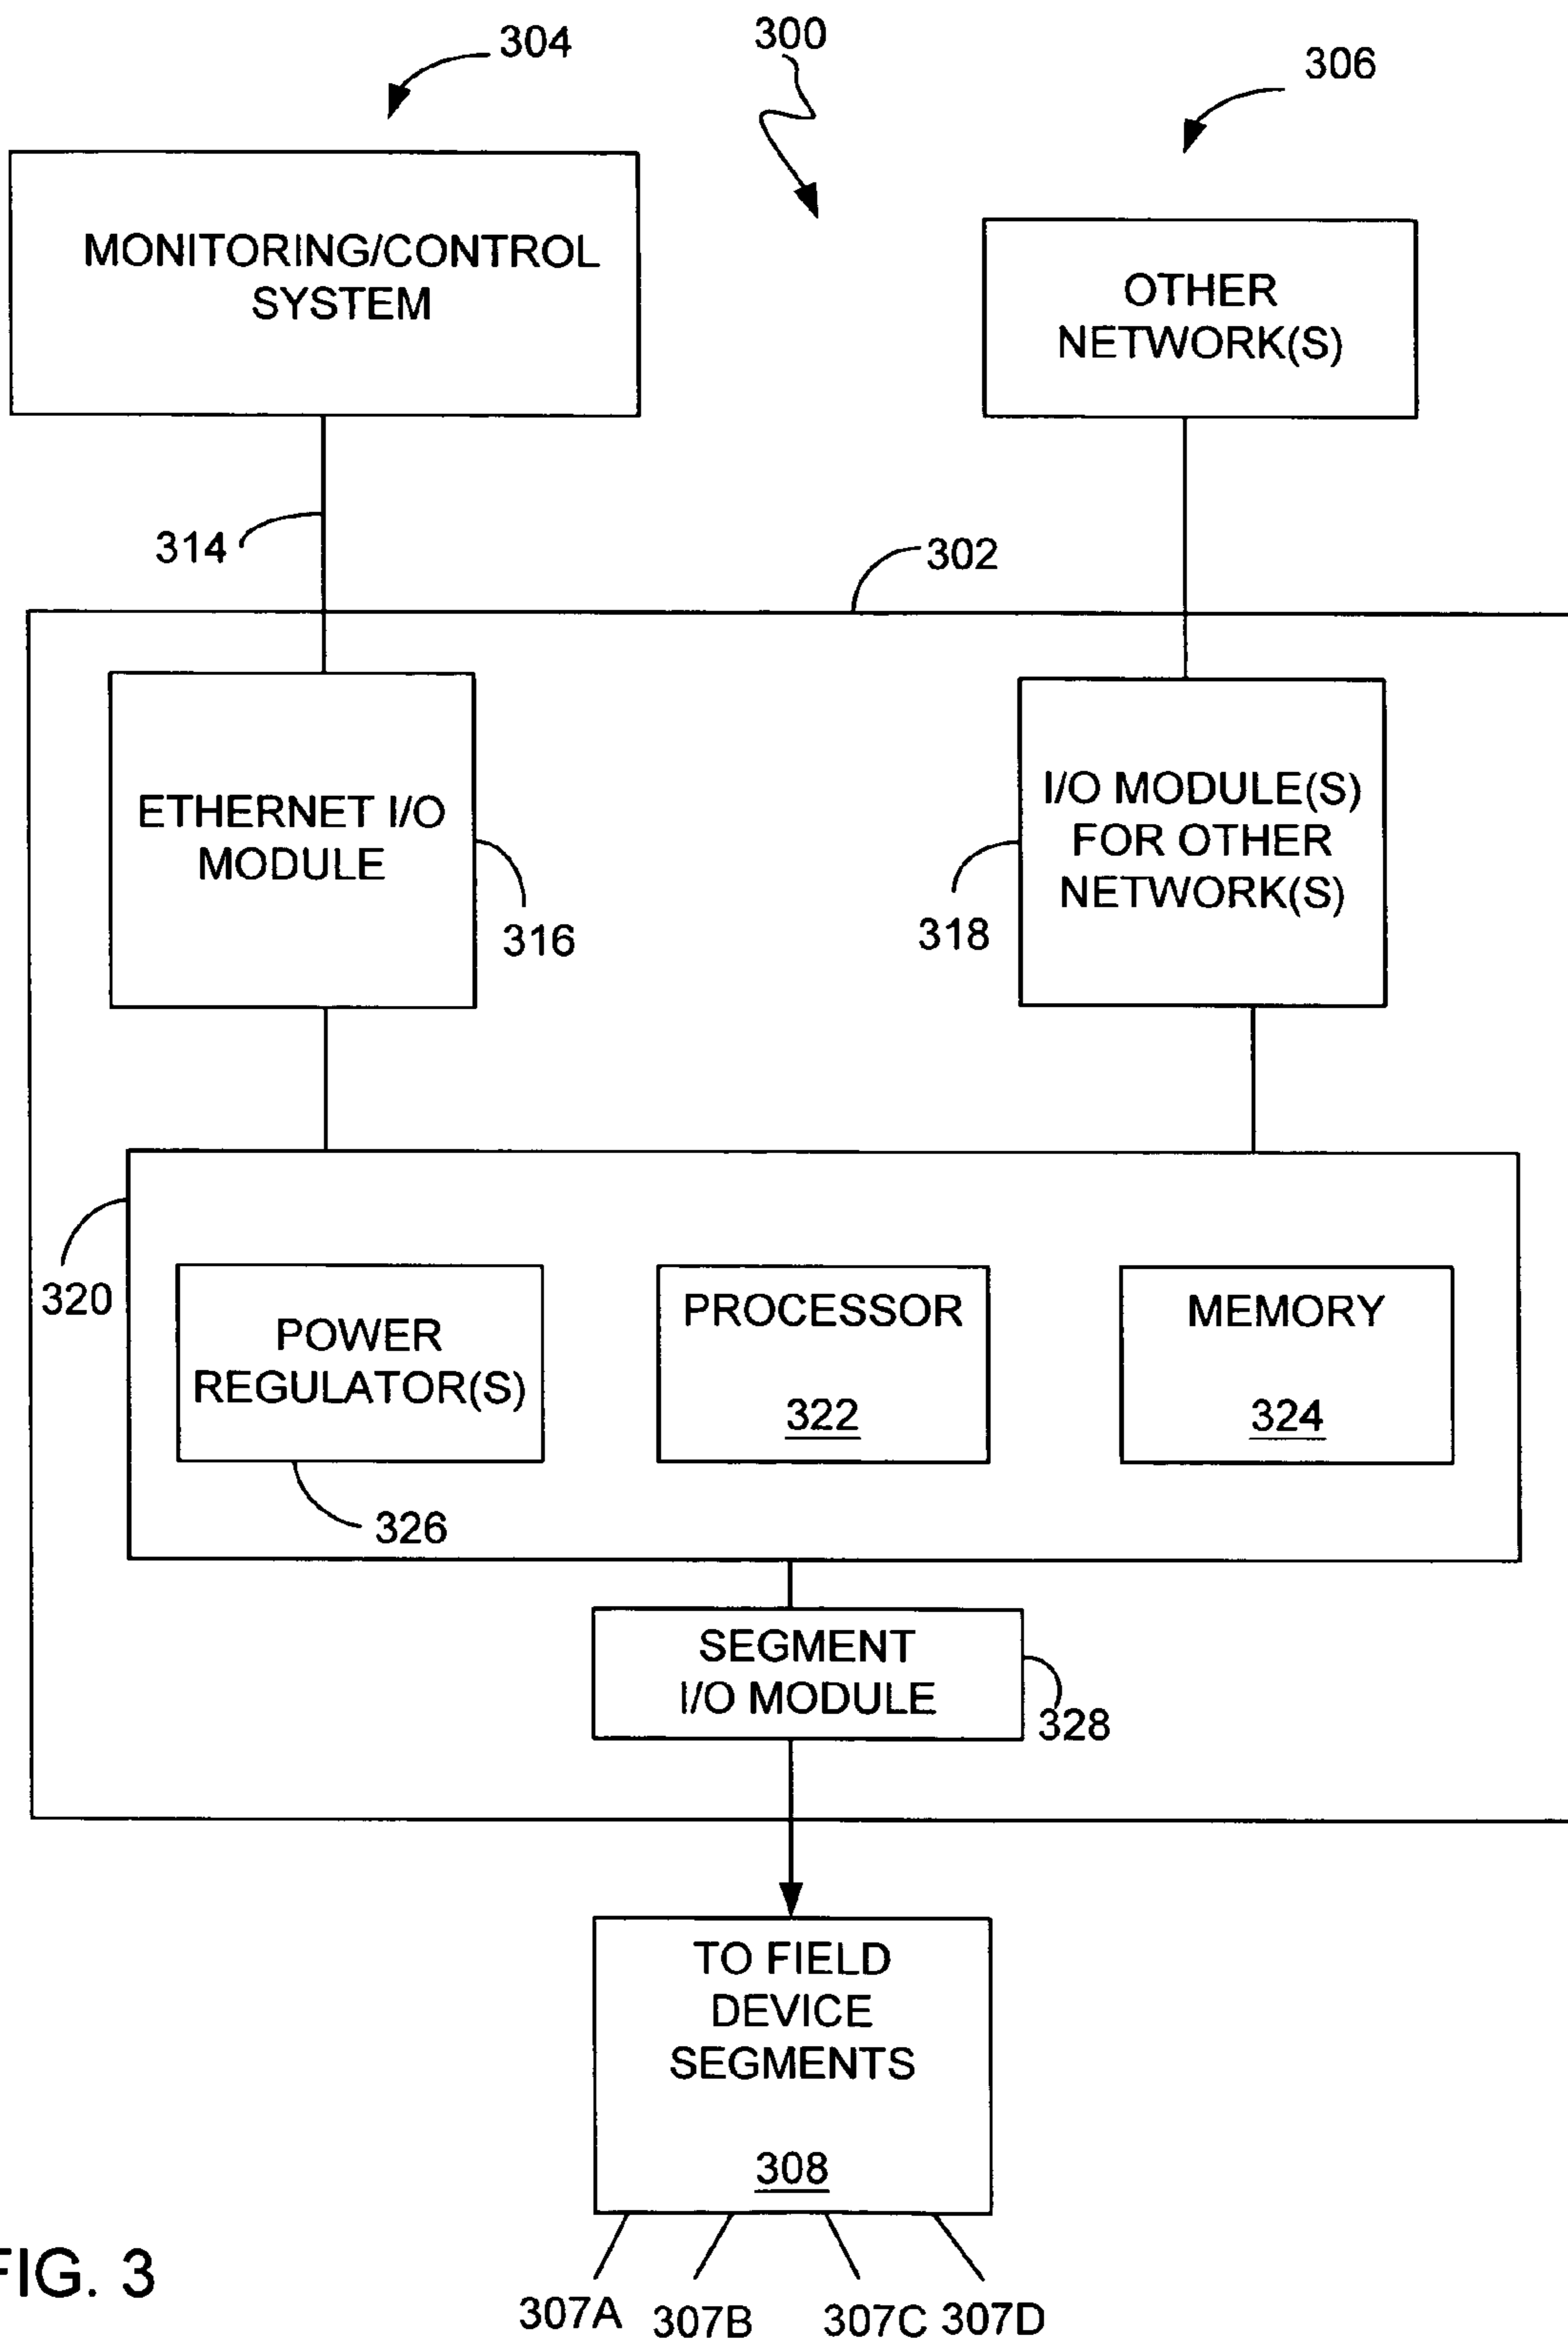 304
300
306
MONITORING/CONTROL
SYSTEM
OTHER
NETWORK(S)
314
302
ETHERNET I/O
MODULE
316
I/O MODULE(S)
FOR OTHER
NETWORK(S)
318
320
POWER
REGULATOR(S)
326
PROCESSOR
322
MEMORY
324
SEGMENT
I/O MODULE
328
TO FIELD
DEVICE
SEGMENTS
308
307A
307B
307C
307D
FIG. 3